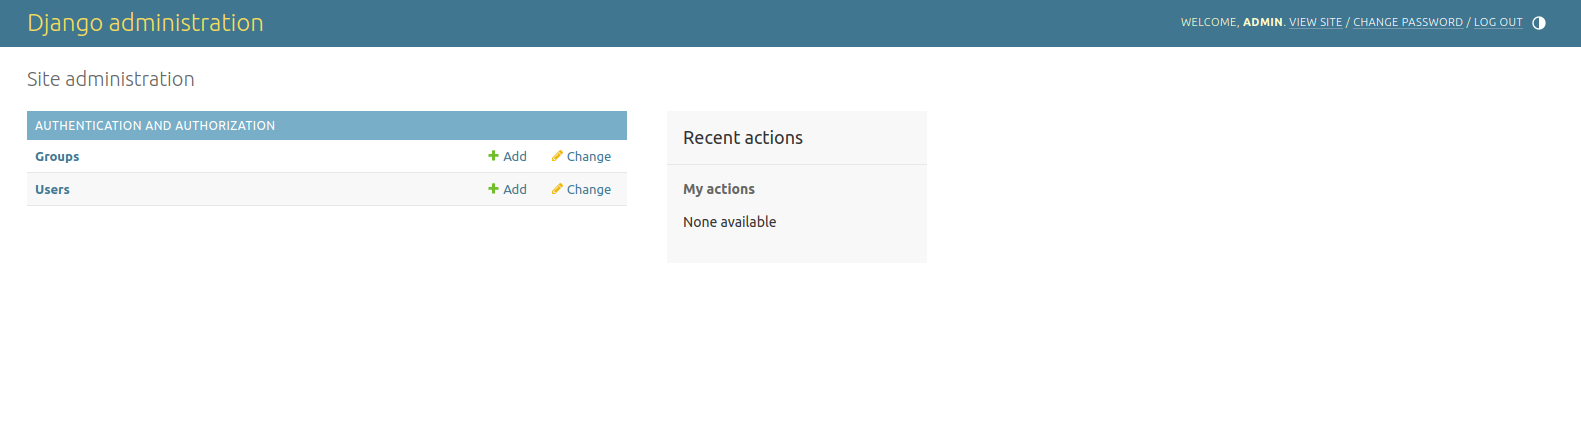 Django administration
WELCOME, ADMIN. VIEW SITE / CHANGE PASSWORD / LOG OUT
Site administration
AUTHENTICATION AND AUTHORIZATION
Groups Add Change
Users Add Change
Recent actions
My actions
None available